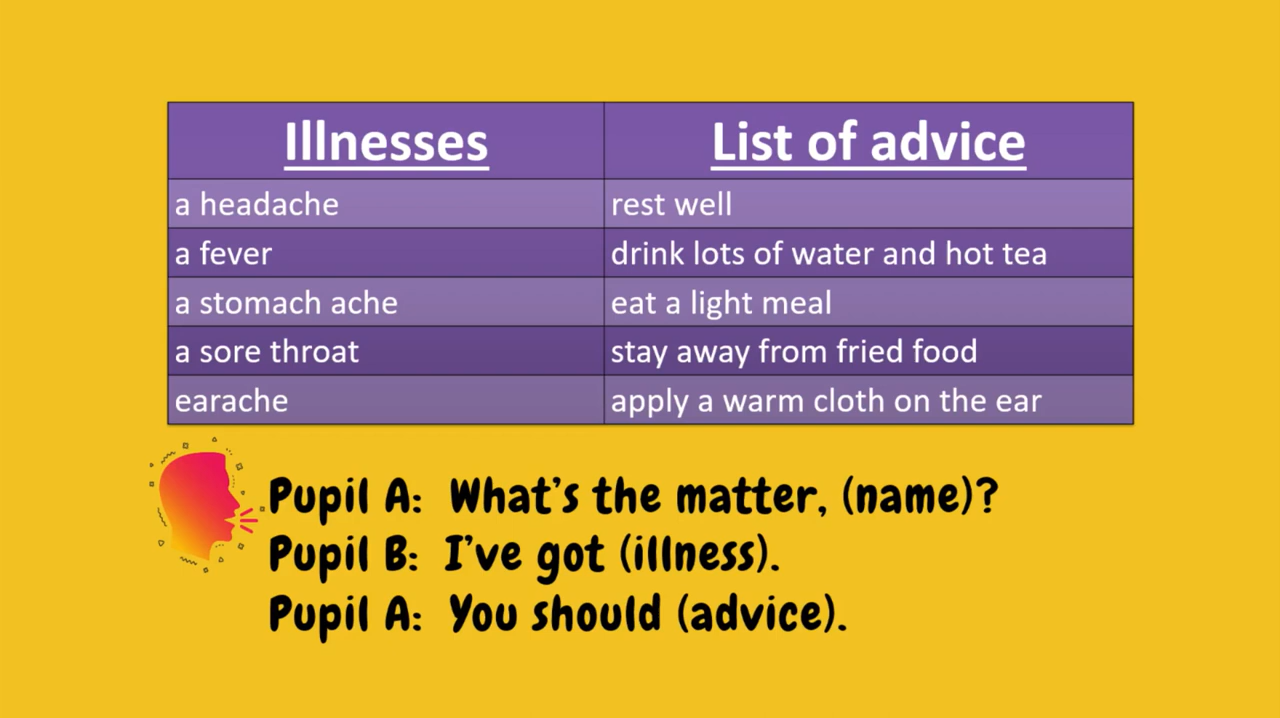 Illnesses List of advice
a headache rest well
a fever drink lots of water and hot tea
a stomach ache eat a light meal
a sore throat stay away from fried food
earache apply a warm cloth on the ear
Pupil A: What's the matter, (name)?
Pupil B: I've got (illness).
Pupil A: You should (advice).